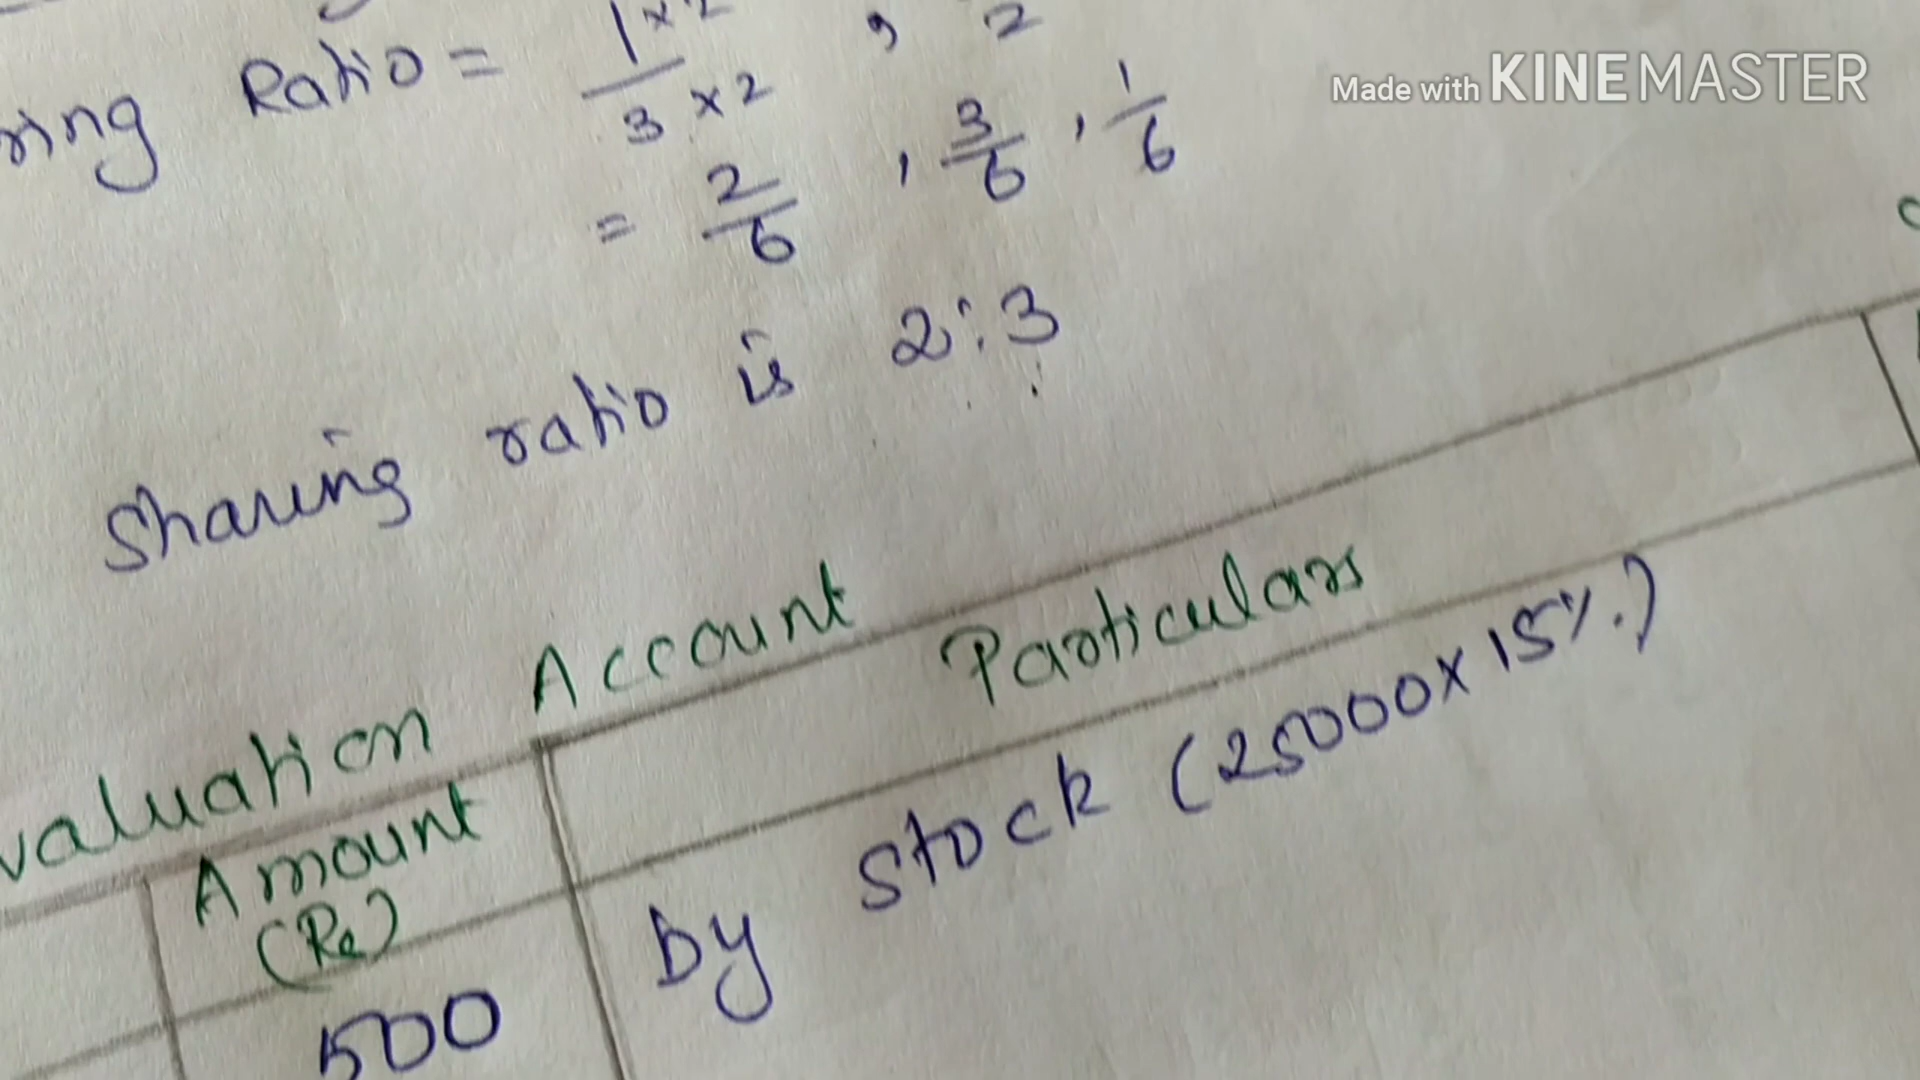 Made with KINEMASTER
ring Ratio = 1 × 2 / 3 × 2 , 2
= 2/6 , 3/6 , 1/6
Sharing ratio is 2:3
valuation Account
Amount (Rs) Particulars
500 By Stock (25000 × 15%)